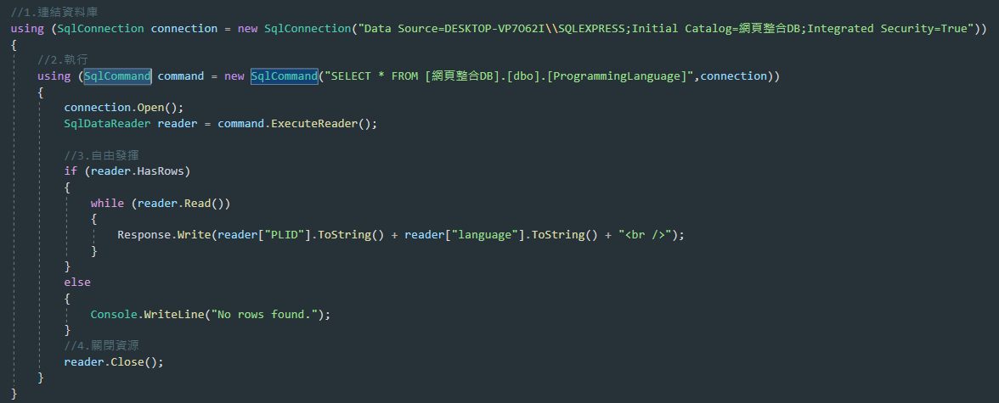 //1.連結資料庫
using (SqlConnection connection = new SqlConnection("Data Source=DESKTOP-VP7O62I\\SQLEXPRESS;Initial Catalog=網頁整合DB;Integrated Security=True"))
{
//2.執行
using (SqlCommand command = new SqlCommand("SELECT * FROM [網頁整合DB].[dbo].[ProgrammingLanguage]",connection))
{
connection.Open();
SqlDataReader reader = command.ExecuteReader();
//3.自由發揮
if (reader.HasRows)
{
while (reader.Read())
{
Response.Write(reader["PLID"].ToString() + reader["language"].ToString() + "<br />");
}
}
else
{
Console.WriteLine("No rows found.");
}
//4.關閉資源
reader.Close();
}
}